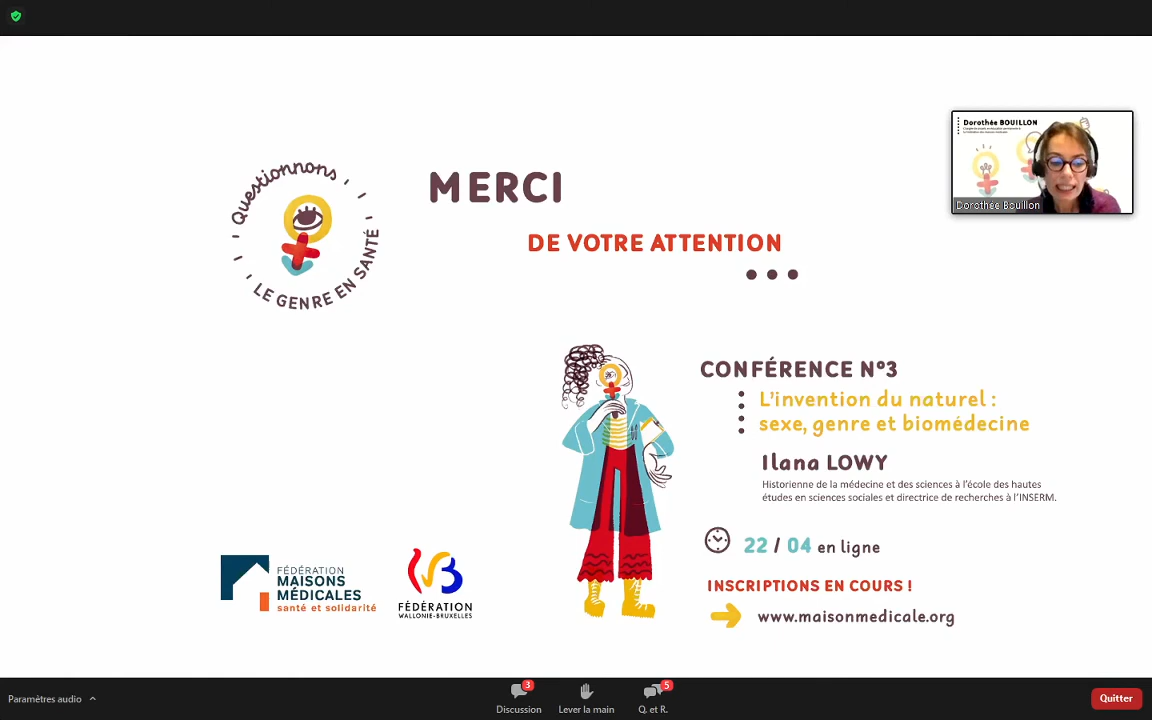 Dorothée BOUILLON
Dorothée Bouillon
Questionnons
LE GENRE EN SANTÉ
MERCI
DE VOTRE ATTENTION
CONFÉRENCE N°3
L'invention du naturel :
sexe, genre et biomédecine
Ilana LOWY
Historienne de la médecine et des sciences à l'école des hautes
études en sciences sociales et directrice de recherches à l'INSERM.
22 / 04 en ligne
INSCRIPTIONS EN COURS !
www.maisonmedicale.org
FÉDÉRATION
MAISONS
MÉDICALES
santé et solidarité
FÉDÉRATION
WALLONIE-BRUXELLES
Paramètres audio
3
Discussion
Lever la main
5
Q. et R.
Quitter